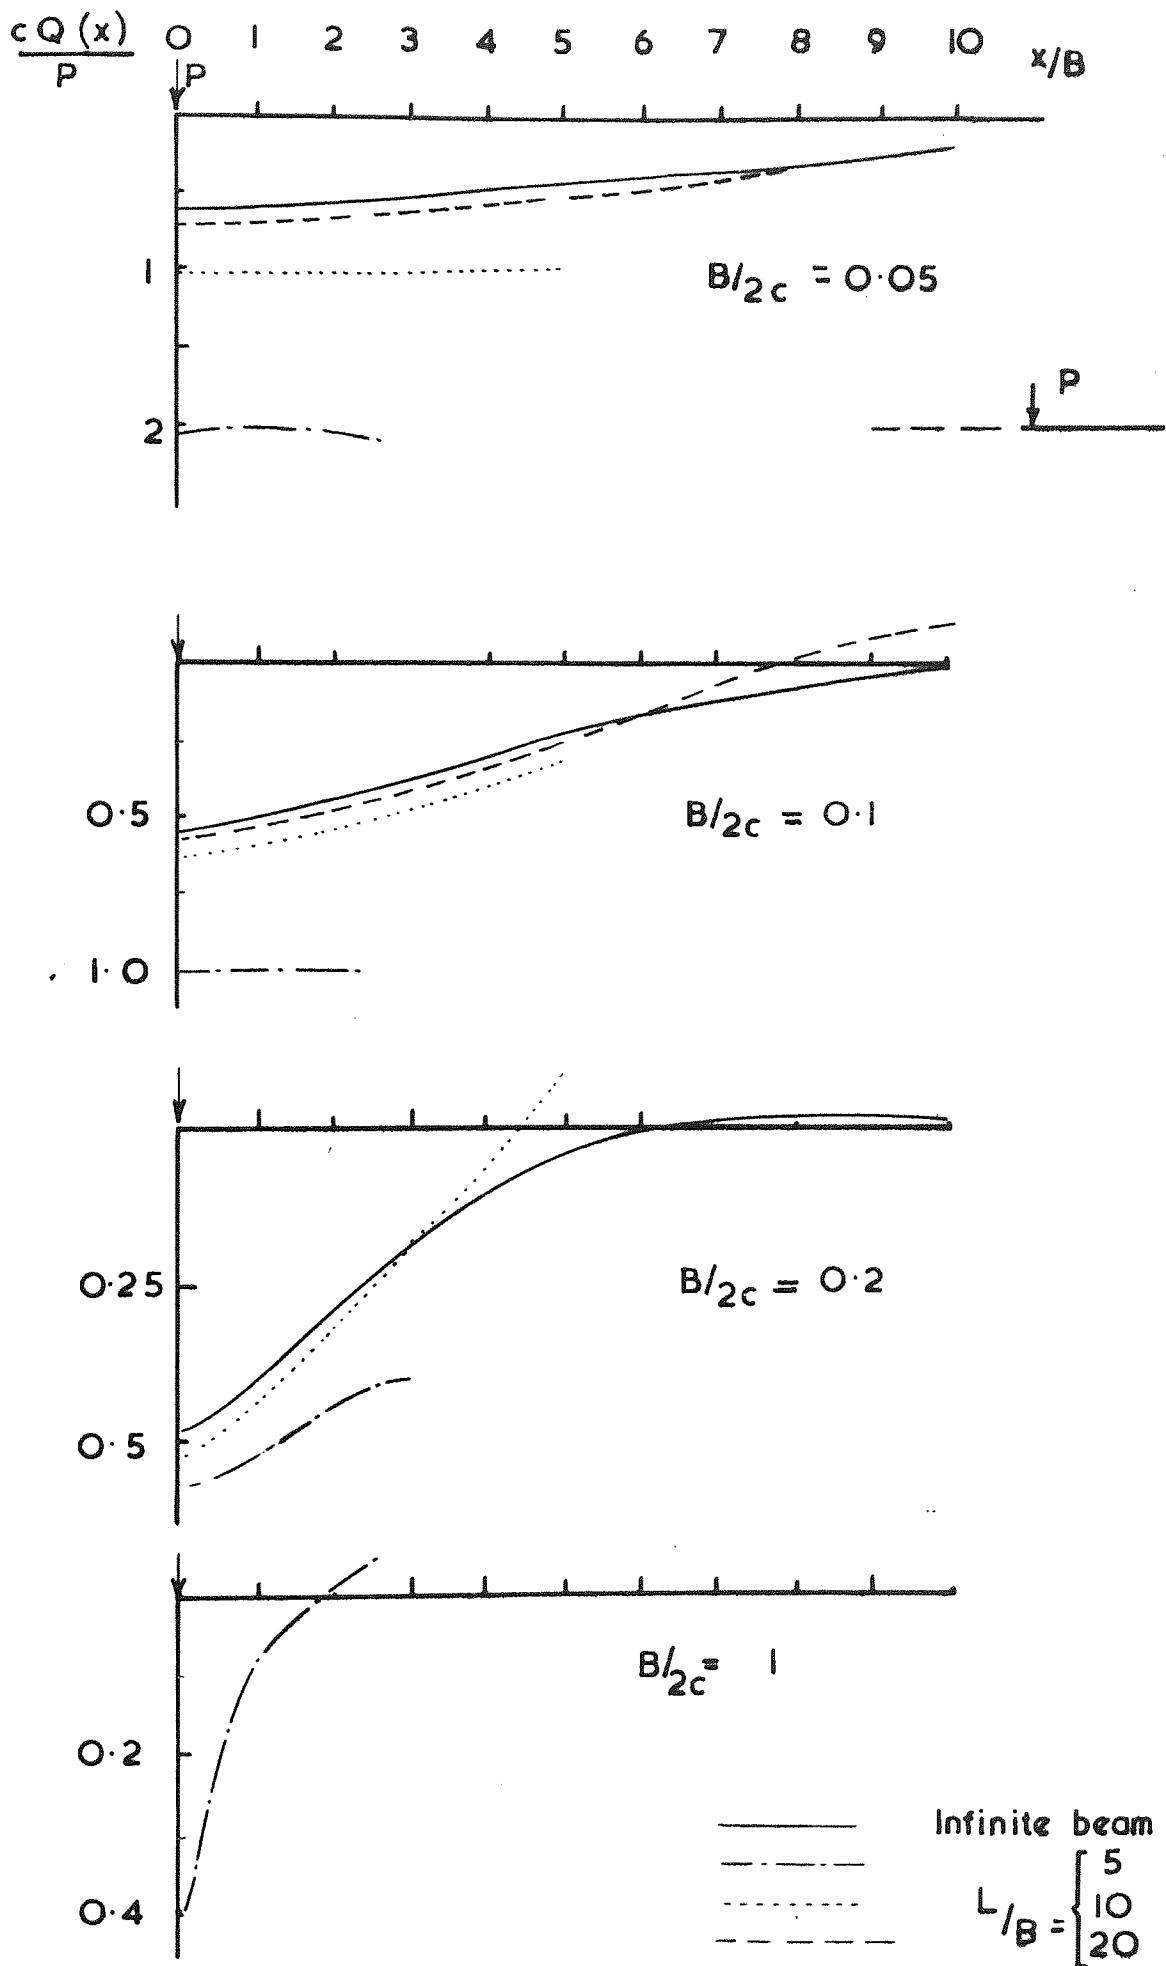 c Q (x) / P 0 1 2 3 4 5 6 7 8 9 10 x/B
P
1
B/2c = 0·05
P
2
0·5
B/2c = 0·1
1·0
0·25
B/2c = 0·2
0·5
B/2c = 1
0·2
0·4
Infinite beam
5
L/B = 10
20